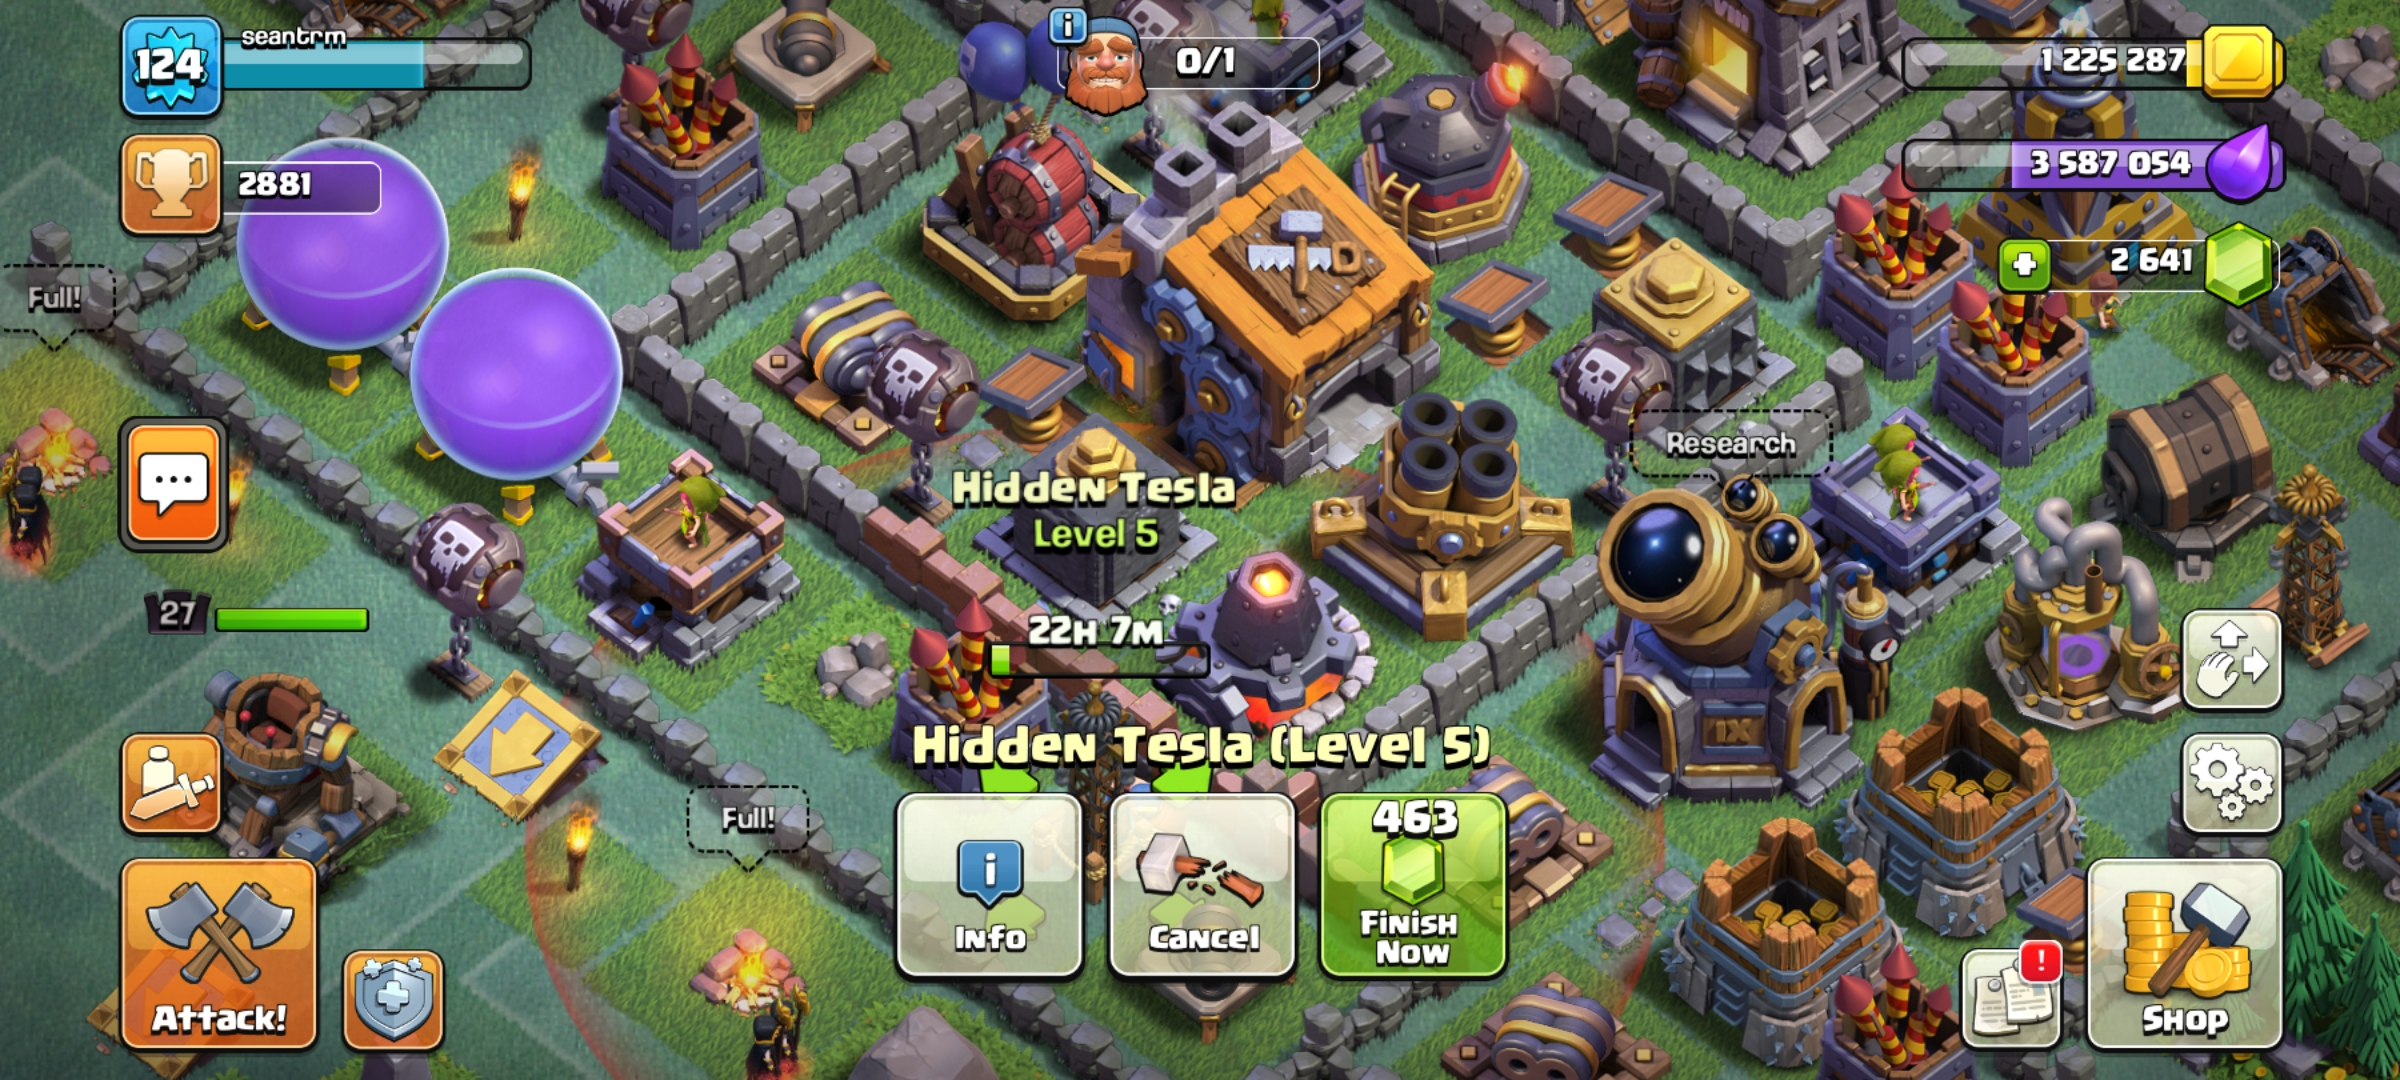 124
seantrm
0/1
1 225 287
2881
3 587 054
2 641
Full!
Research
Hidden Tesla
Level 5
27
22H 7M
IX
Hidden Tesla (Level 5)
Full!
463
Info
Cancel
Finish
Now
Attack!
!
Shop